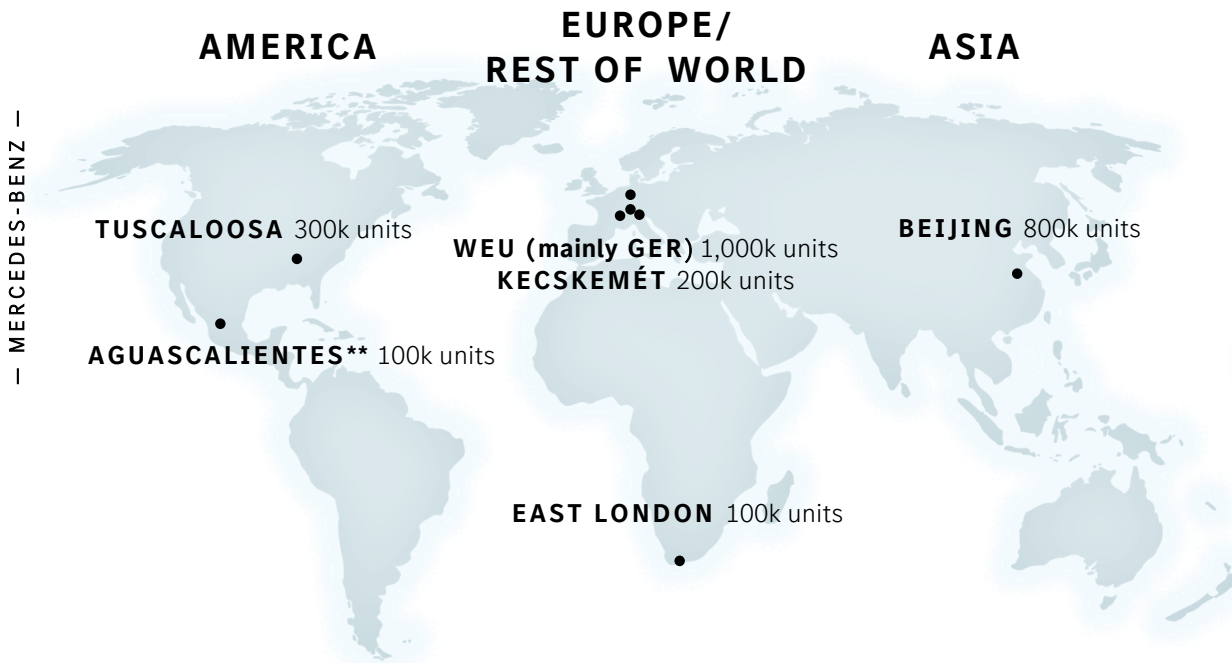 AMERICA
EUROPE/
REST OF WORLD
ASIA
— MERCEDES-BENZ —
TUSCALOOSA 300k units
WEU (mainly GER) 1,000k units
KECSKEMÉT 200k units
BEIJING 800k units
AGUASCALIENTES** 100k units
EAST LONDON 100k units